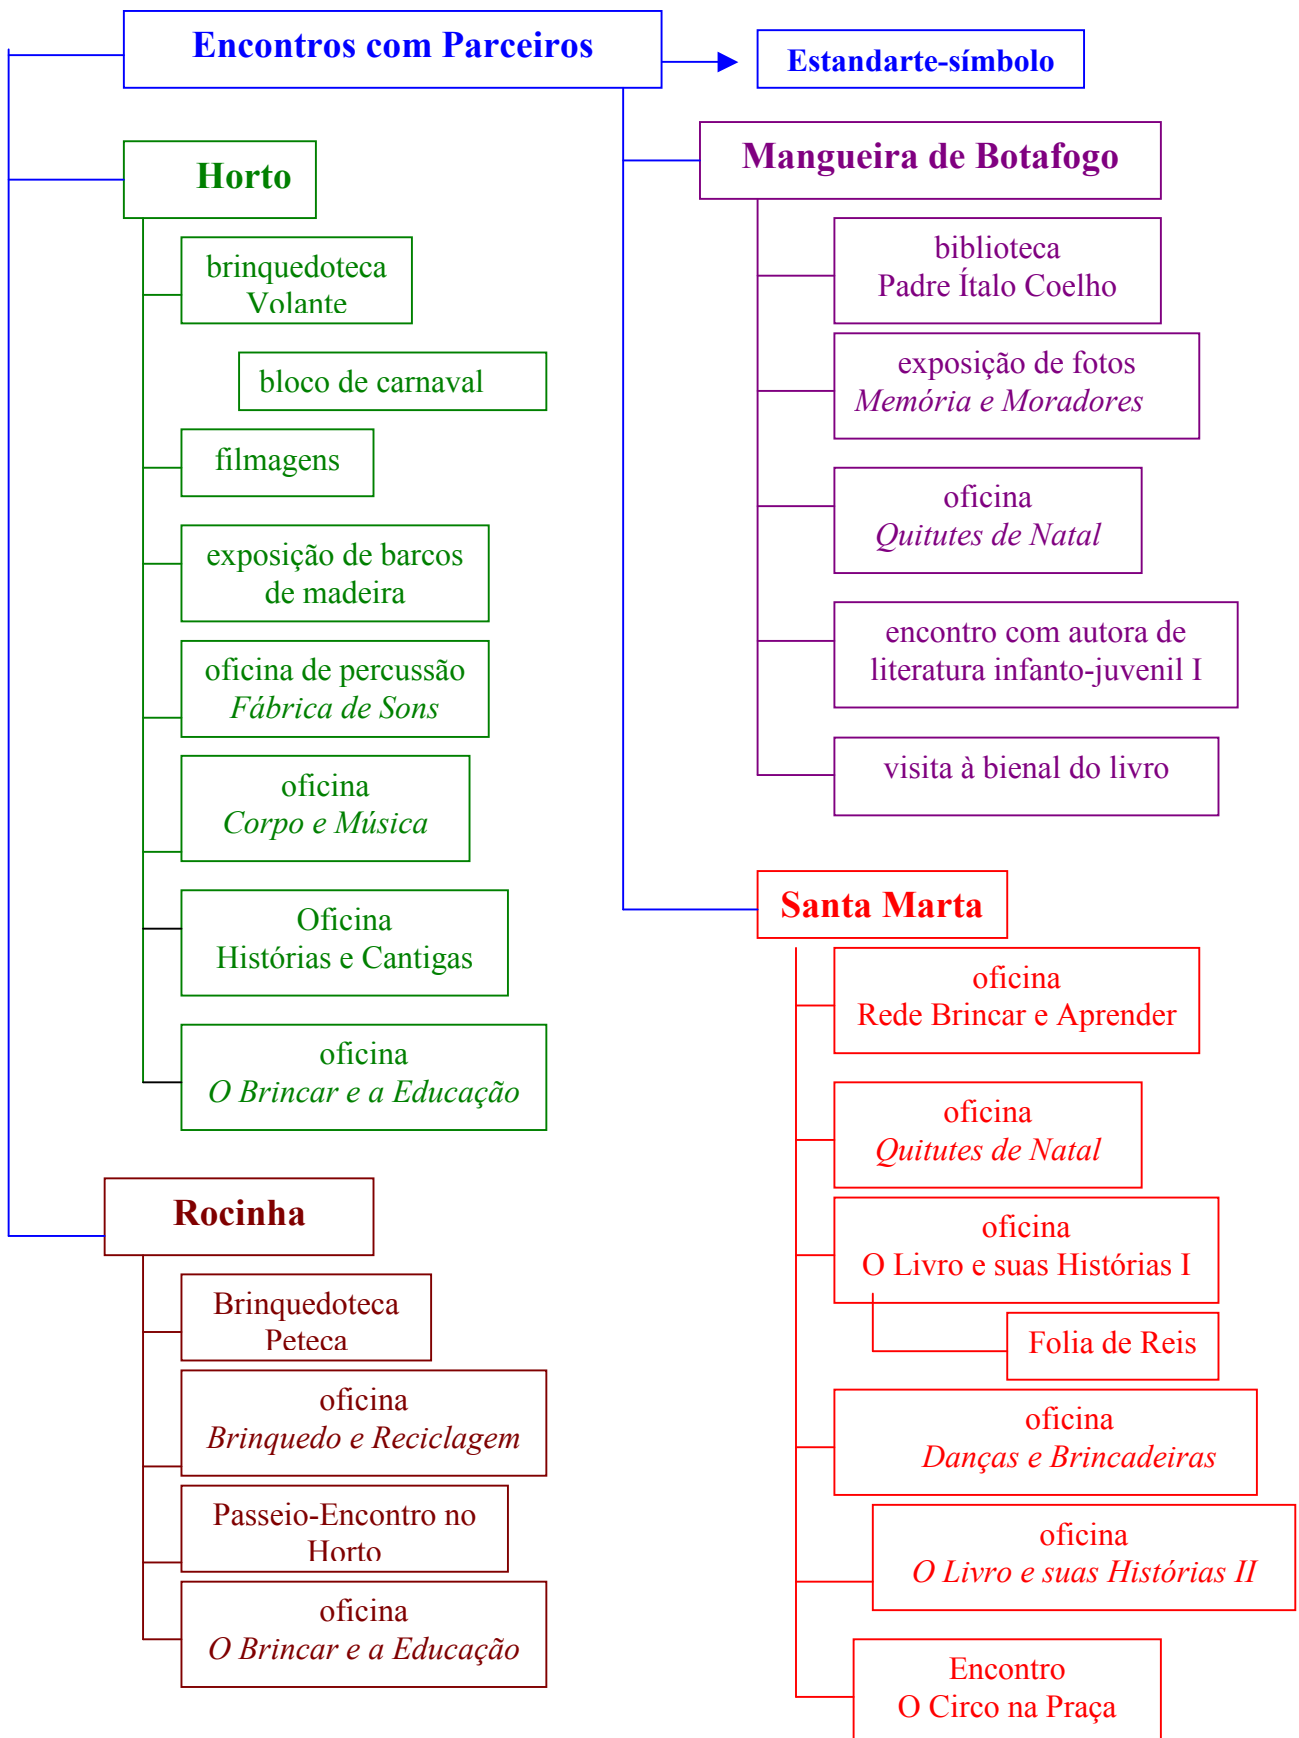 Encontros com Parceiros
Estandarte-símbolo
Horto
brinquedoteca
Volante
bloco de carnaval
filmagens
exposição de barcos
de madeira
oficina de percussão
Fábrica de Sons
oficina
Corpo e Música
Oficina
Histórias e Cantigas
oficina
O Brincar e a Educação
Rocinha
Brinquedoteca
Peteca
oficina
Brinquedo e Reciclagem
Passeio-Encontro no
Horto
oficina
O Brincar e a Educação
Mangueira de Botafogo
biblioteca
Padre Ítalo Coelho
exposição de fotos
Memória e Moradores
oficina
Quitutes de Natal
encontro com autora de
literatura infanto-juvenil I
visita à bienal do livro
Santa Marta
oficina
Rede Brincar e Aprender
oficina
Quitutes de Natal
oficina
O Livro e suas Histórias I
Folia de Reis
oficina
Danças e Brincadeiras
oficina
O Livro e suas Histórias II
Encontro
O Circo na Praça